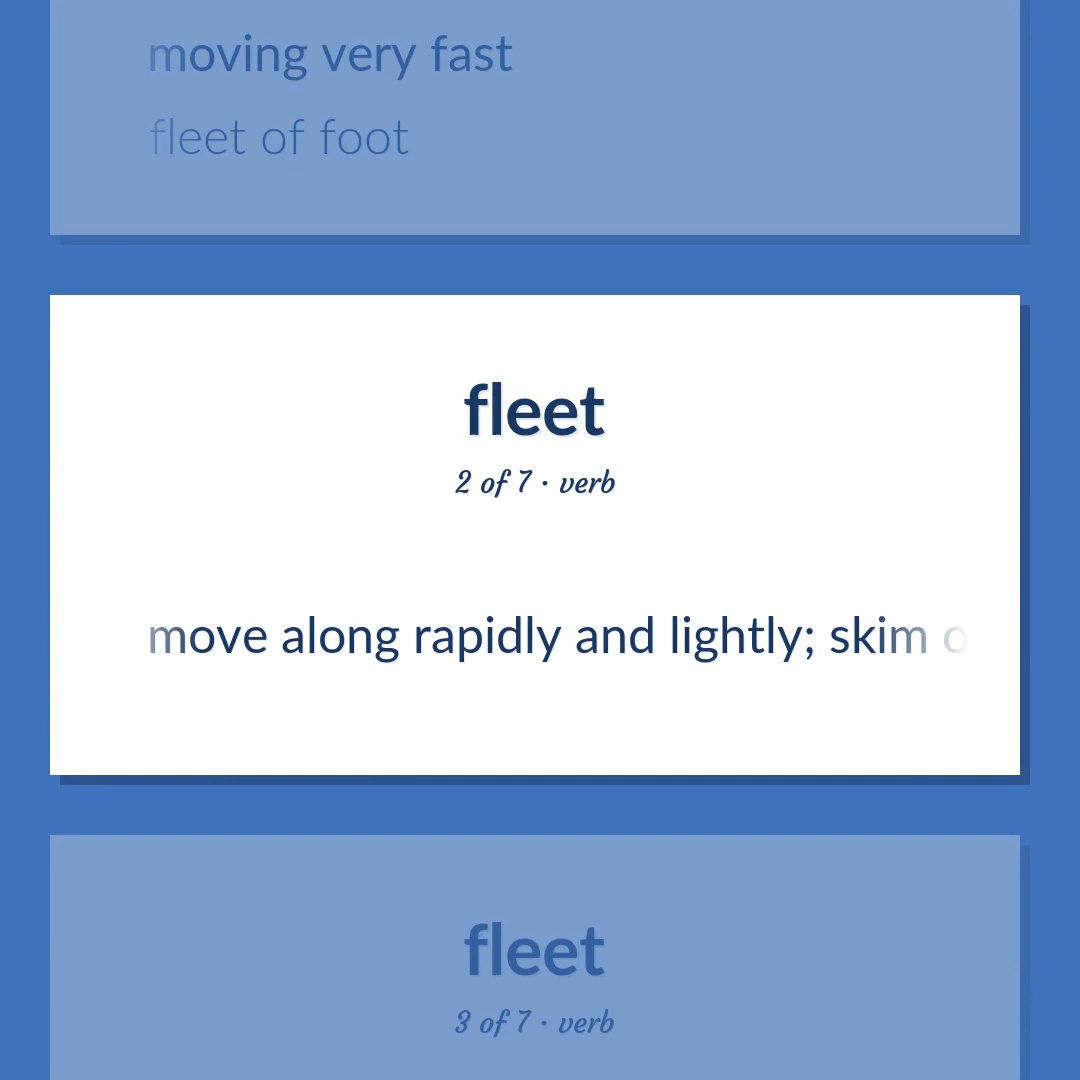 moving very fast
fleet of foot
fleet
2 of 7 · verb
move along rapidly and lightly; skim o
fleet
3 of 7 · verb